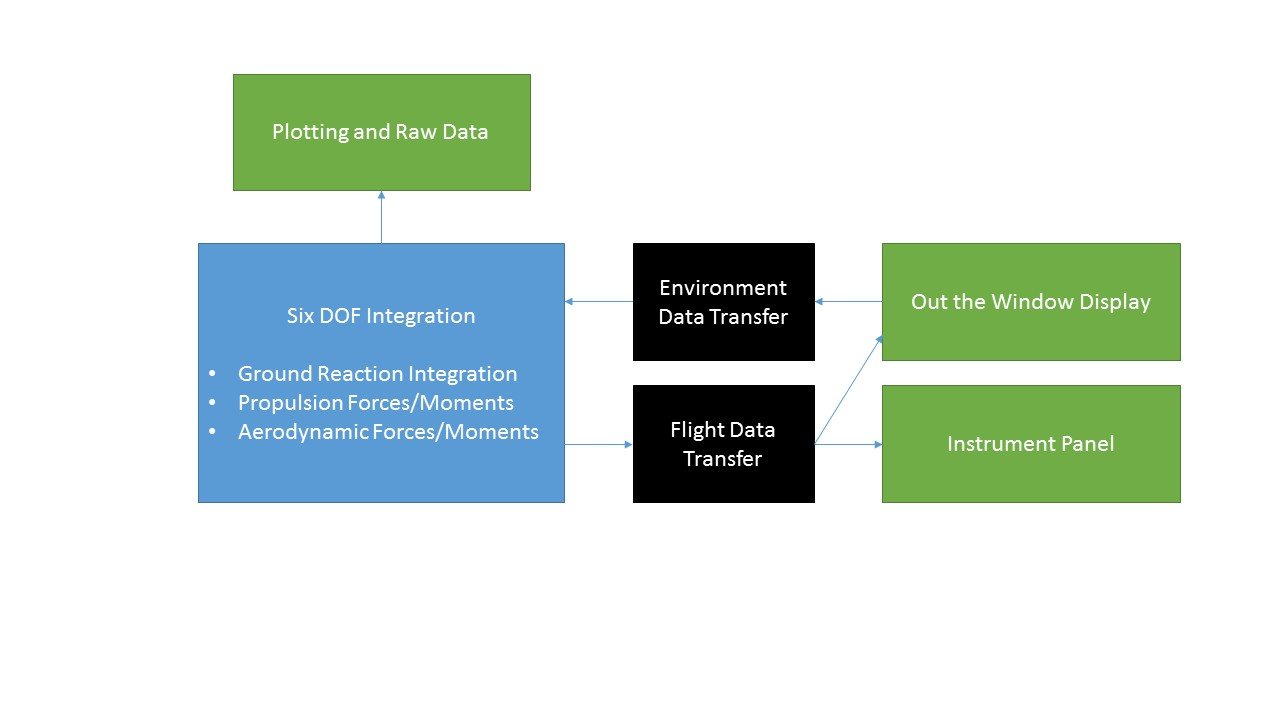 Plotting and Raw Data
Six DOF Integration
• Ground Reaction Integration
• Propulsion Forces/Moments
• Aerodynamic Forces/Moments
Environment
Data Transfer
Out the Window Display
Flight Data
Transfer
Instrument Panel